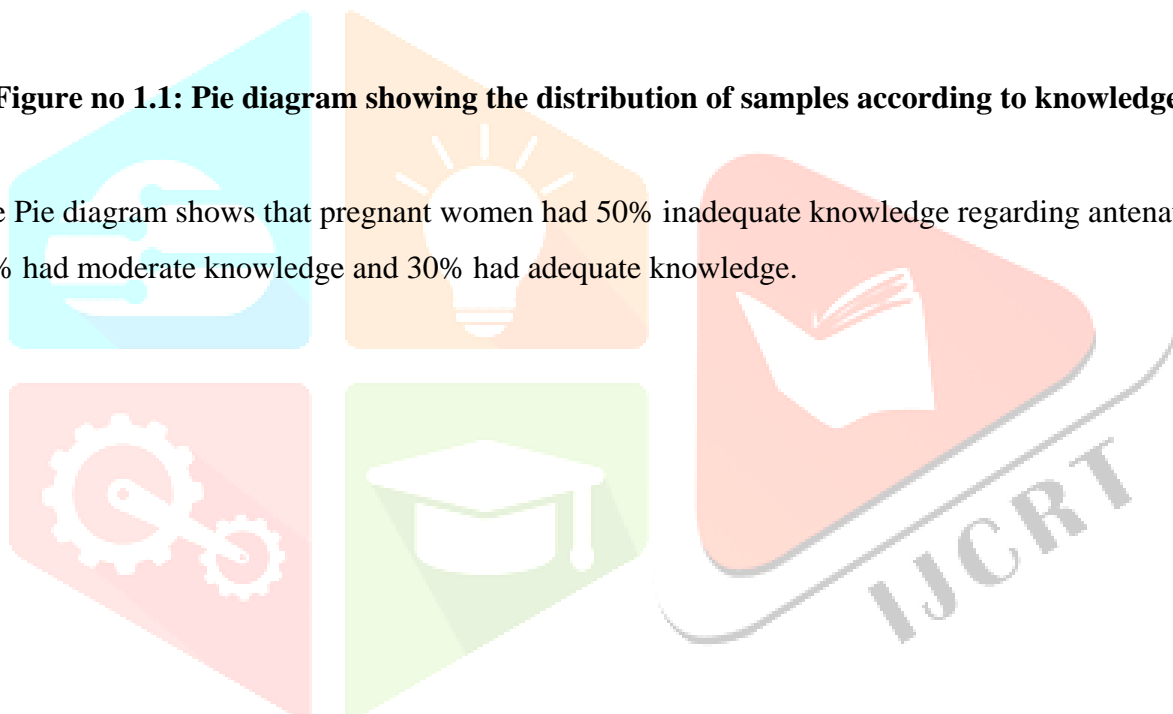 Figure no 1.1: Pie diagram showing the distribution of samples according to knowledge
e Pie diagram shows that pregnant women had 50% inadequate knowledge regarding antena
% had moderate knowledge and 30% had adequate knowledge.
IJCRT